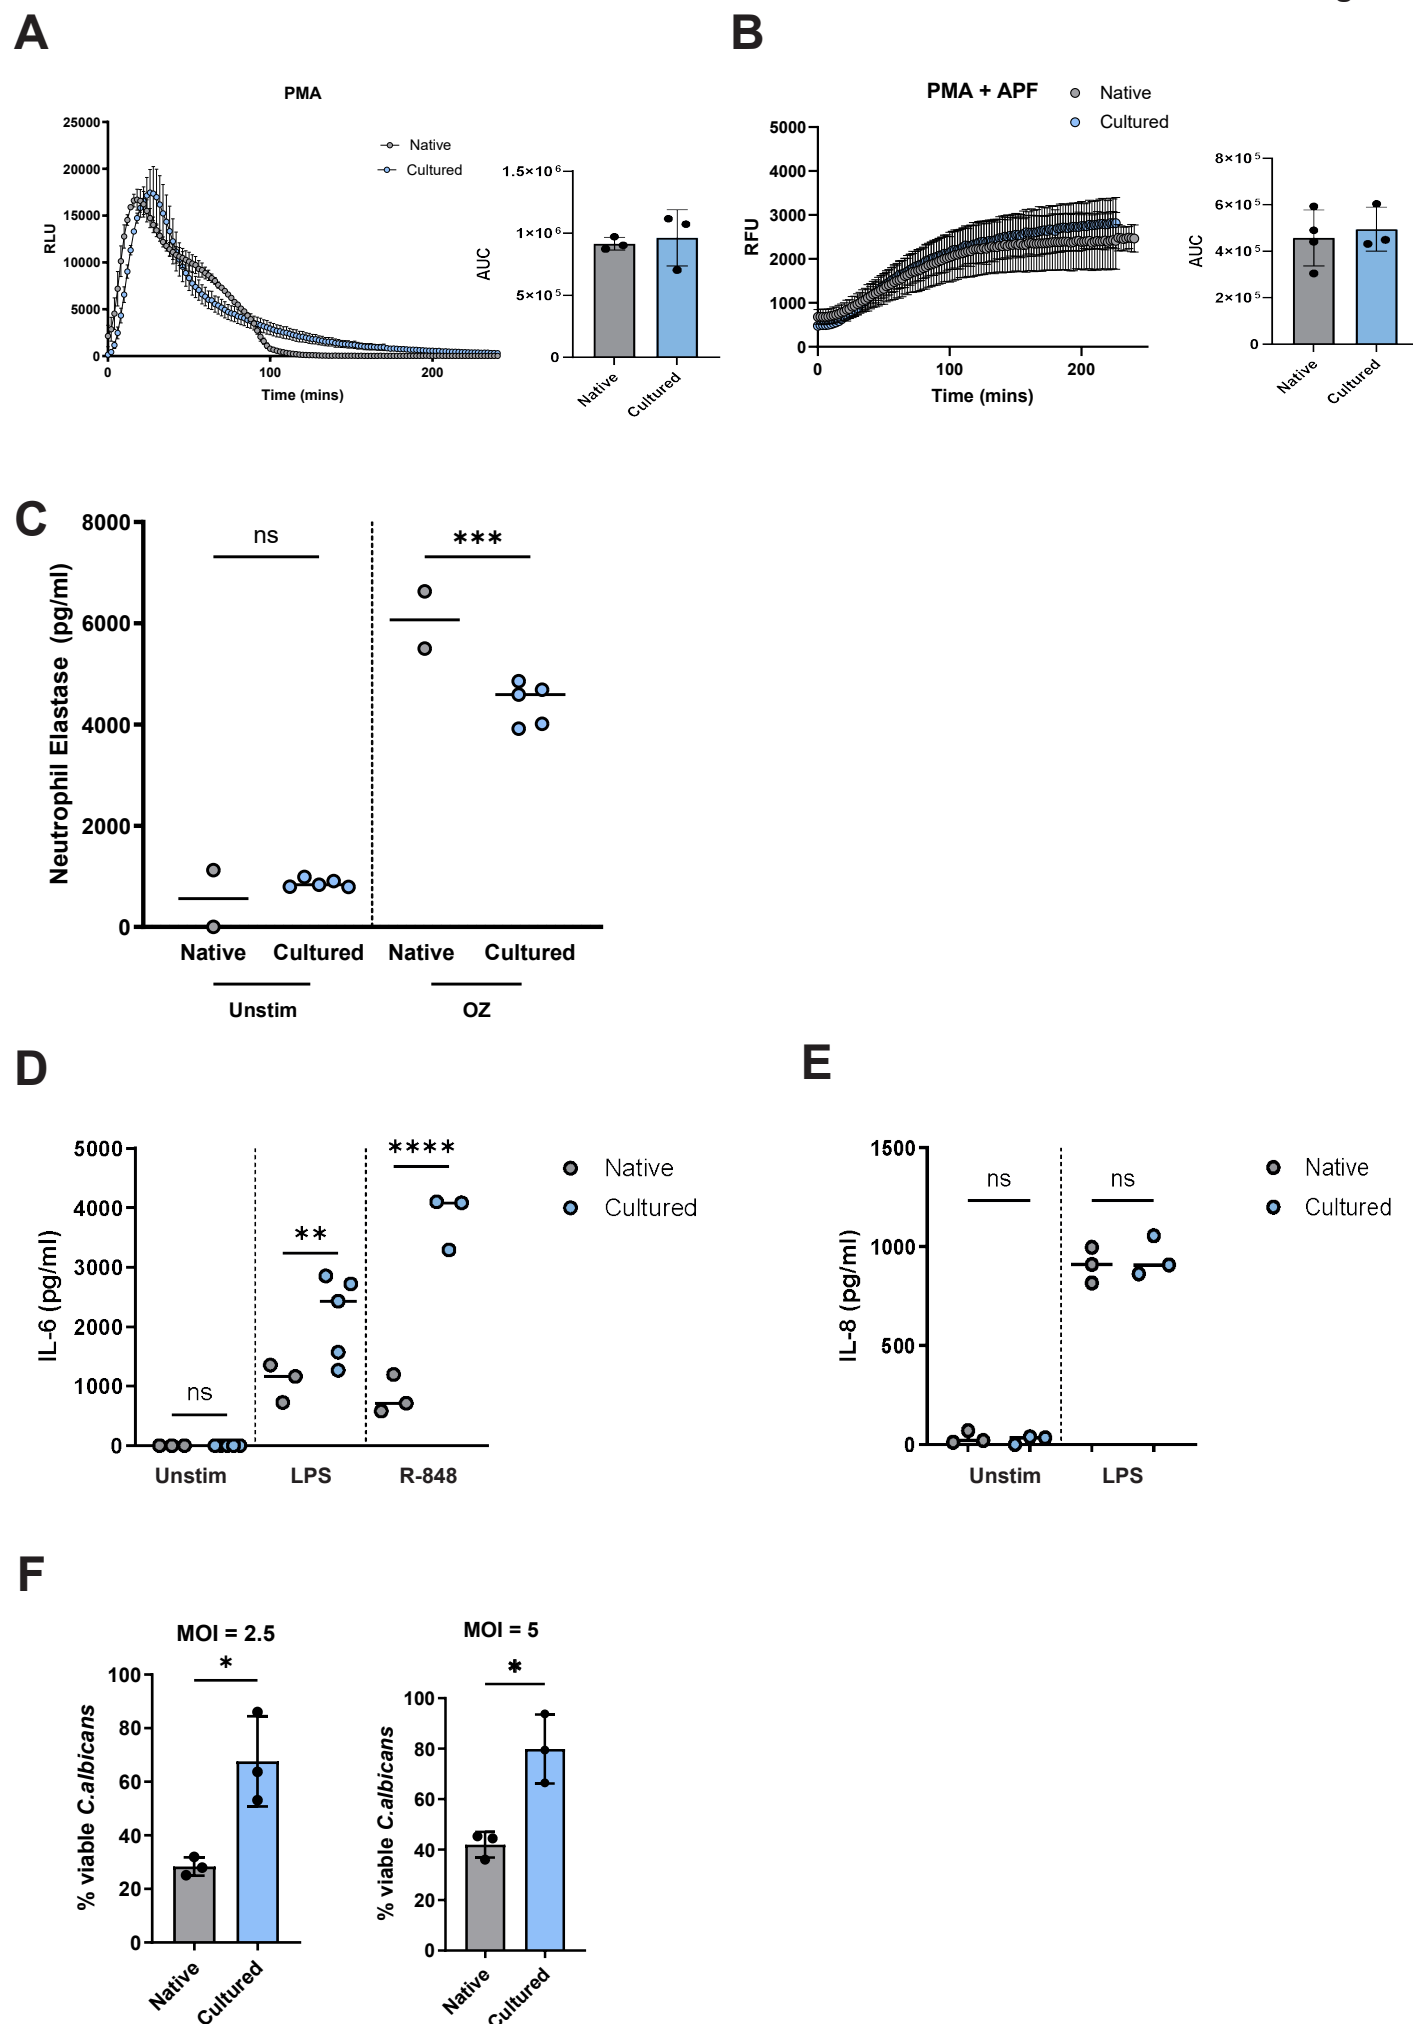 A
B
PMA
25000
20000
15000
10000
5000
0
RLU
0
100
200
Time (mins)
Native
Cultured
1.5×10⁶
1×10⁶
5×10⁵
0
AUC
Native
Cultured
PMA + APF
Native
Cultured
5000
4000
3000
2000
1000
0
RFU
0
100
200
Time (mins)
8×10⁵
6×10⁵
4×10⁵
2×10⁵
0
AUC
Native
Cultured
C
8000
6000
4000
2000
0
Neutrophil Elastase (pg/ml)
ns
***
Native
Cultured
Native
Cultured
Unstim
OZ
D
5000
4000
3000
2000
1000
0
IL-6 (pg/ml)
ns
**
****
Unstim
LPS
R-848
Native
Cultured
E
1500
1000
500
0
IL-8 (pg/ml)
ns
ns
Unstim
LPS
Native
Cultured
F
MOI = 2.5
*
100
80
60
40
20
0
% viable C.albicans
Native
Cultured
MOI = 5
*
100
80
60
40
20
0
% viable C.albicans
Native
Cultured